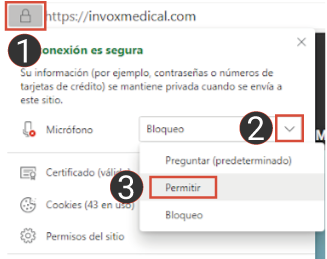 https://invoxmedical.com
1
onexión es segura
Su información (por ejemplo, contraseñas o números de
tarjetas de crédito) se mantiene privada cuando se envía a
este sitio.
Micrófono
Bloqueo
2
M
Preguntar (predeterminado)
Certificado (válido)
3
Permitir
Cookies (43 en uso)
Bloqueo
Permisos del sitio